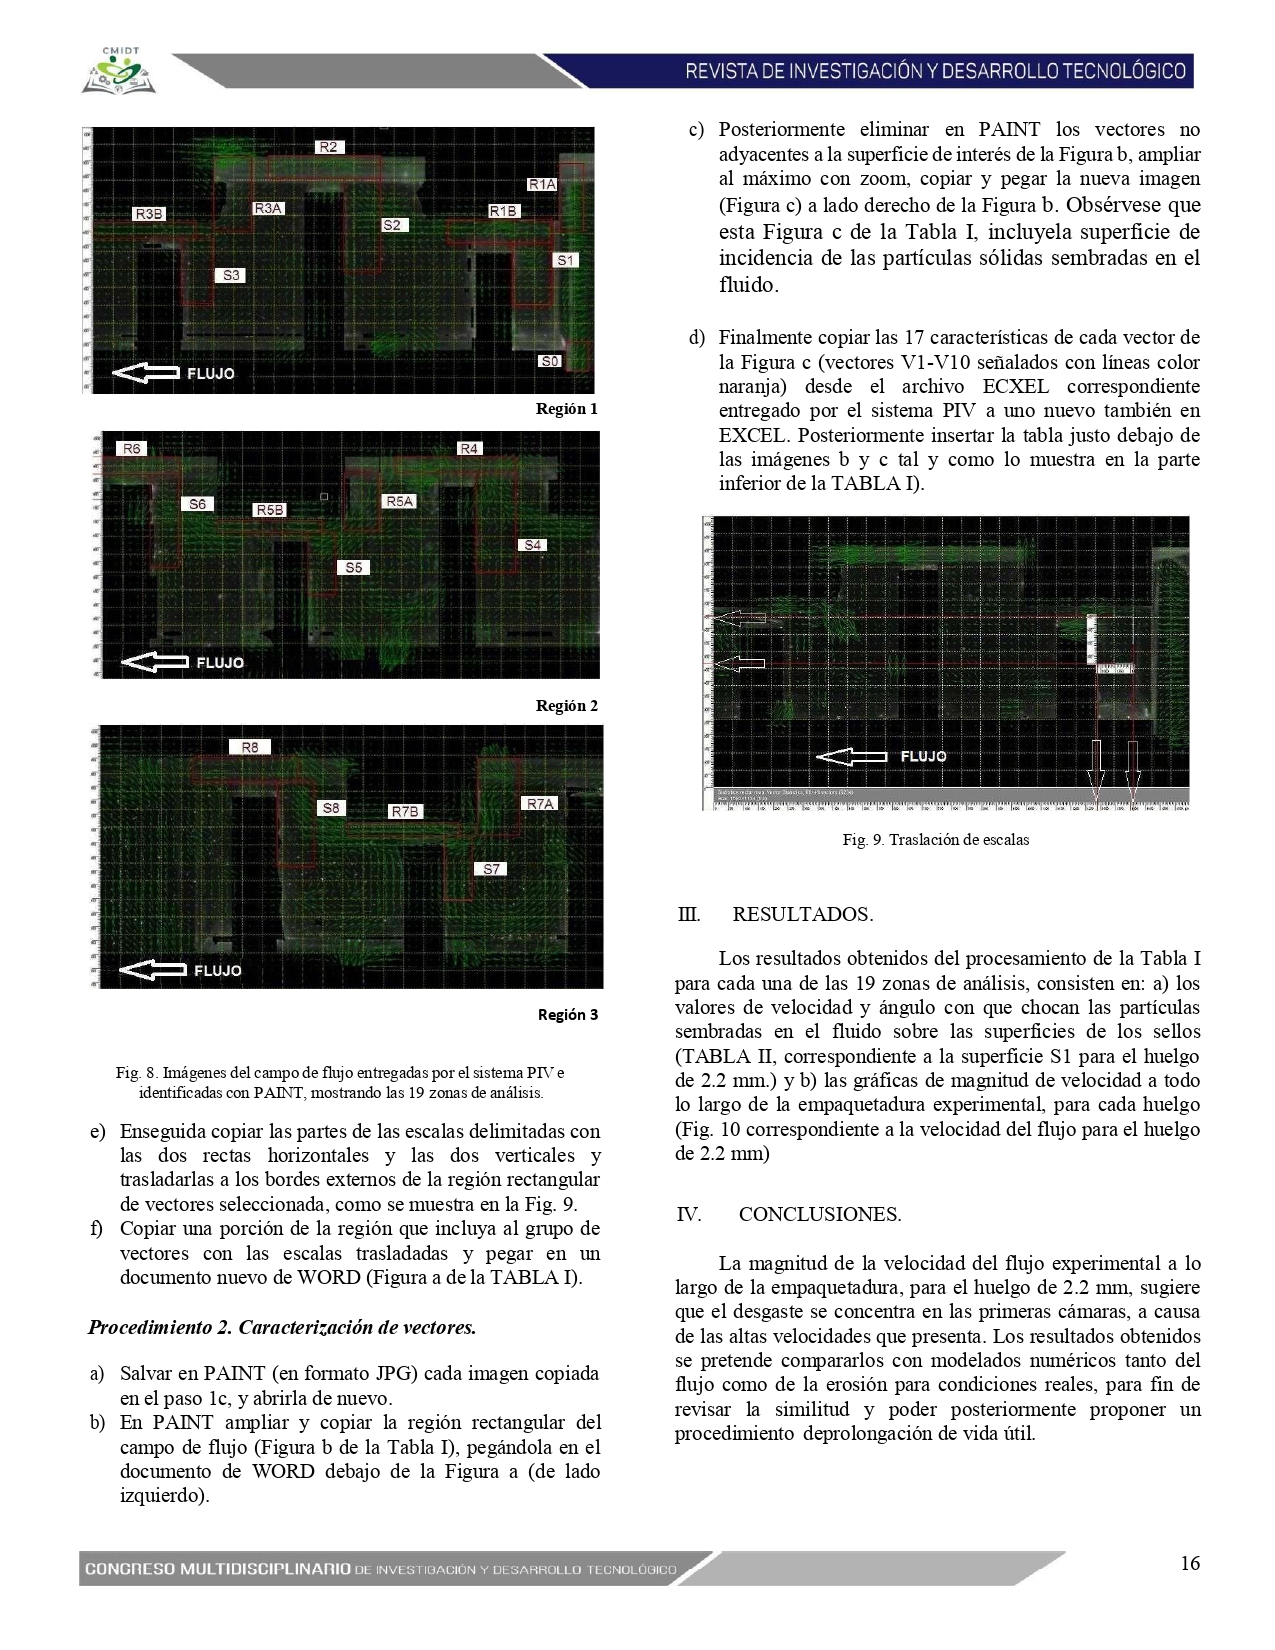 CMIDT
REVISTA DE INVESTIGACIÓN Y DESARROLLO TECNOLÓGICO
R2
R1A
R3B
R3A
R1B
S2
S1
S3
S0
FLUJO
Región 1
R6
R4
S6
R5B
R5A
S4
S5
FLUJO
Región 2
R8
S8
R7B
R7A
S7
FLUJO
Región 3
Fig. 8. Imágenes del campo de flujo entregadas por el sistema PIV e
identificadas con PAINT, mostrando las 19 zonas de análisis.
e) Enseguida copiar las partes de las escalas delimitadas con
las dos rectas horizontales y las dos verticales y
trasladarlas a los bordes externos de la región rectangular
de vectores seleccionada, como se muestra en la Fig. 9.
f) Copiar una porción de la región que incluya al grupo de
vectores con las escalas trasladadas y pegar en un
documento nuevo de WORD (Figura a de la TABLA I).
Procedimiento 2. Caracterización de vectores.
a) Salvar en PAINT (en formato JPG) cada imagen copiada
en el paso 1c, y abrirla de nuevo.
b) En PAINT ampliar y copiar la región rectangular del
campo de flujo (Figura b de la Tabla I), pegándola en el
documento de WORD debajo de la Figura a (de lado
izquierdo).
c) Posteriormente eliminar en PAINT los vectores no
adyacentes a la superficie de interés de la Figura b, ampliar
al máximo con zoom, copiar y pegar la nueva imagen
(Figura c) a lado derecho de la Figura b. Obsérvese que
esta Figura c de la Tabla I, incluyela superficie de
incidencia de las partículas sólidas sembradas en el
fluido.
d) Finalmente copiar las 17 características de cada vector de
la Figura c (vectores V1-V10 señalados con líneas color
naranja) desde el archivo ECXEL correspondiente
entregado por el sistema PIV a uno nuevo también en
EXCEL. Posteriormente insertar la tabla justo debajo de
las imágenes b y c tal y como lo muestra en la parte
inferior de la TABLA I).
FLUJO
Fig. 9. Traslación de escalas
III. RESULTADOS.
Los resultados obtenidos del procesamiento de la Tabla I
para cada una de las 19 zonas de análisis, consisten en: a) los
valores de velocidad y ángulo con que chocan las partículas
sembradas en el fluido sobre las superficies de los sellos
(TABLA II, correspondiente a la superficie S1 para el huelgo
de 2.2 mm.) y b) las gráficas de magnitud de velocidad a todo
lo largo de la empaquetadura experimental, para cada huelgo
(Fig. 10 correspondiente a la velocidad del flujo para el huelgo
de 2.2 mm)
IV. CONCLUSIONES.
La magnitud de la velocidad del flujo experimental a lo
largo de la empaquetadura, para el huelgo de 2.2 mm, sugiere
que el desgaste se concentra en las primeras cámaras, a causa
de las altas velocidades que presenta. Los resultados obtenidos
se pretende compararlos con modelados numéricos tanto del
flujo como de la erosión para condiciones reales, para fin de
revisar la similitud y poder posteriormente proponer un
procedimiento deprolongación de vida útil.
CONGRESO MULTIDISCIPLINARIO DE INVESTIGACIÓN Y DESARROLLO TECNOLÓGICO
16